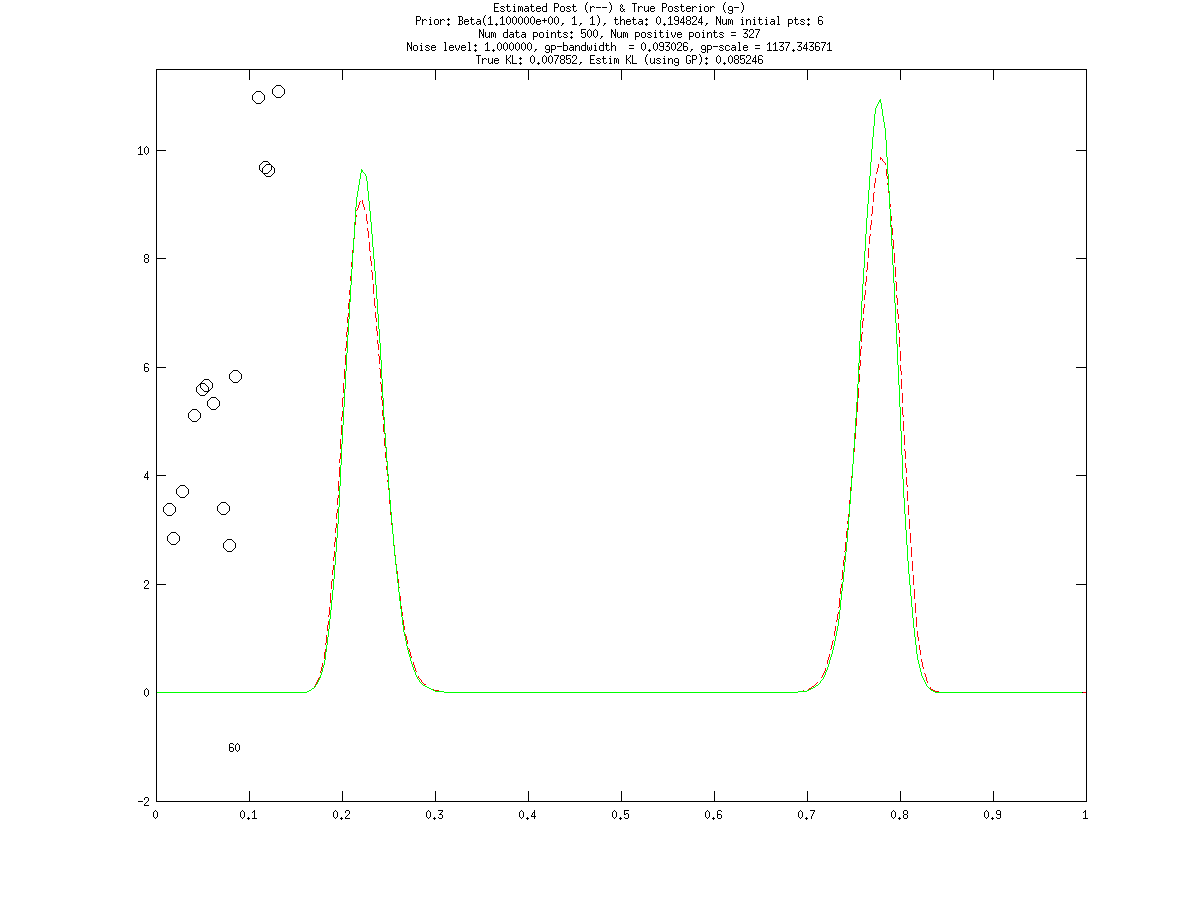 Estimated Post (r--) & True Posterior (g-)
Prior: Beta(1.100000e+00, 1, 1), theta: 0.194824, Num initial pts: 6
Num data points: 500, Num positive points = 327
Noise level: 1.000000, gp-bandwidth  = 0.093026, gp-scale = 1137.343671
True KL: 0.007852, Estim KL (using GP): 0.085246
10
8
6
4
2
0
60
-2
0 0.1 0.2 0.3 0.4 0.5 0.6 0.7 0.8 0.9 1